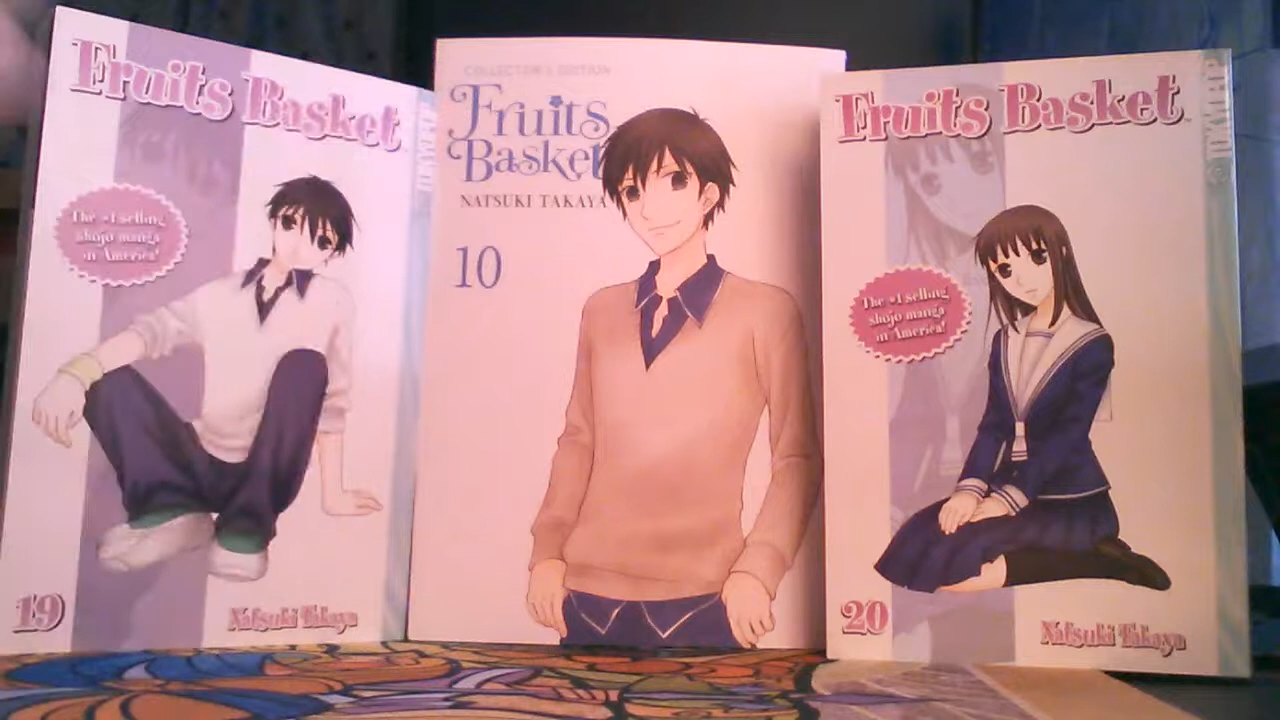 Fruits Basket
TOKYOPOP
The #1 selling
shojo manga
in America!
19
Natsuki Takaya
COLLECTOR'S EDITION
Fruits
Basket
NATSUKI TAKAYA
10
Fruits Basket
TOKYOPOP
The #1 selling
shojo manga
in America!
20
Natsuki Takaya